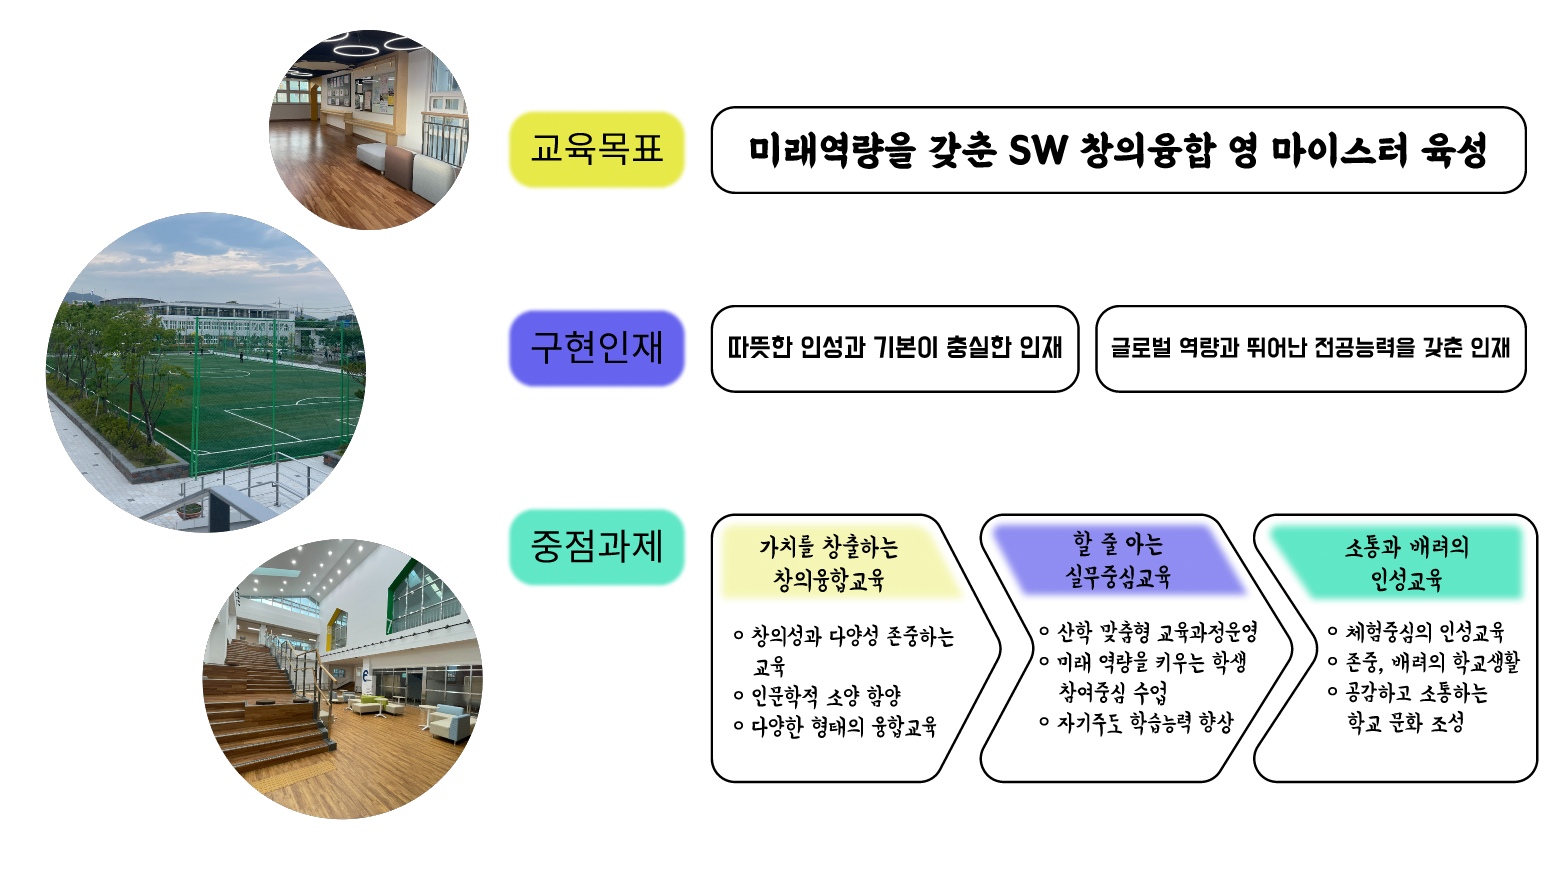 교육목표
미래역량을 갖춘 SW 창의융합 영 마이스터 육성
구현인재
따뜻한 인성과 기본이 충실한 인재
글로벌 역량과 뛰어난 전공능력을 갖춘 인재
중점과제
가치를 창출하는
창의융합교육
창의성과 다양성 존중하는
교육
인문학적 소양 함양
다양한 형태의 융합교육
할 줄 아는
실무중심교육
산학 맞춤형 교육과정운영
미래 역량을 키우는 학생
참여중심 수업
자기주도 학습능력 향상
소통과 배려의
인성교육
체험중심의 인성교육
존중, 배려의 학교생활
공감하고 소통하는
학교 문화 조성